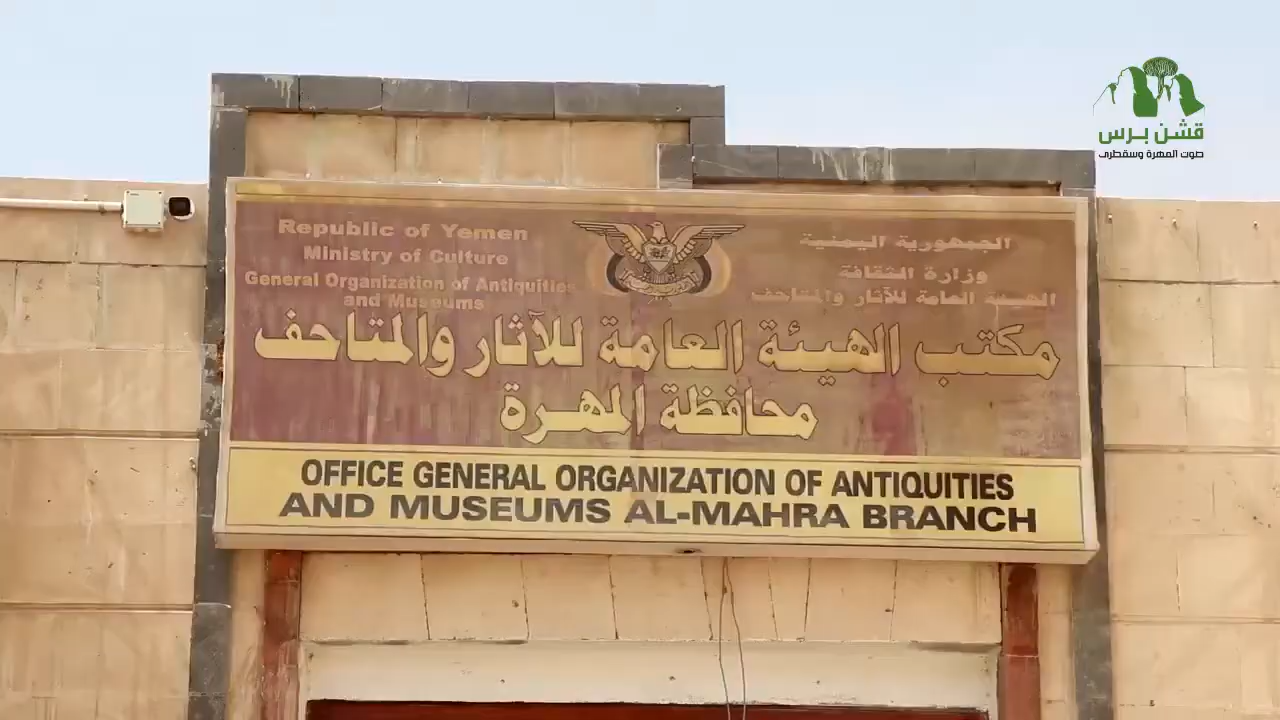 قشن برس
صوت المهرة وسقطرى
Republic of Yemen
Ministry of Culture
General Organization of Antiquities
and Museums
الجمهورية اليمنية
وزارة الثقافة
الهيئة العامة للآثار والمتاحف
مكتب الهيئة العامة للآثار والمتاحف
محافظة المهرة
OFFICE GENERAL ORGANIZATION OF ANTIQUITIES
AND MUSEUMS AL-MAHRA BRANCH